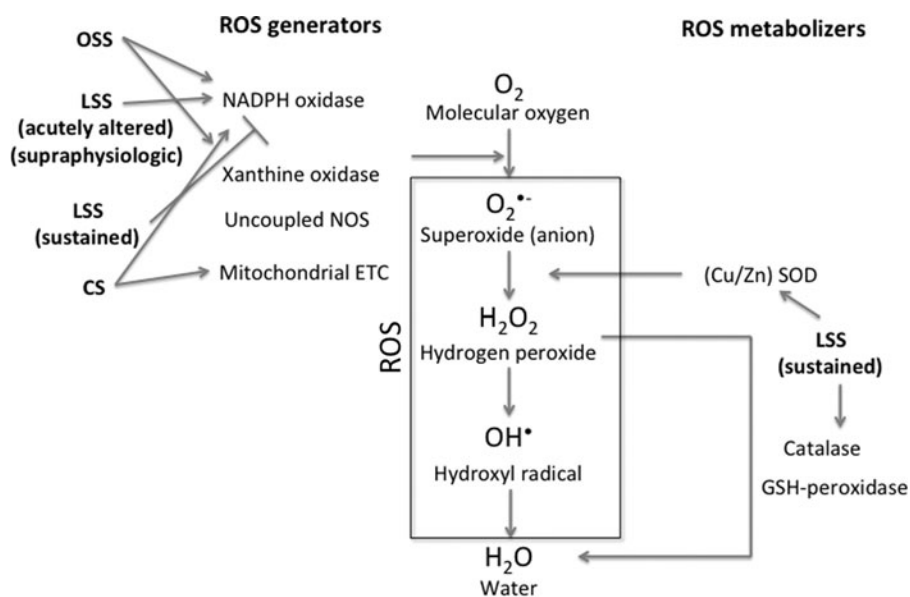 ROS generators
ROS metabolizers
OSS
LSS
(acutely altered)
(supraphysiologic)
LSS
(sustained)
CS
NADPH oxidase
Xanthine oxidase
Uncoupled NOS
Mitochondrial ETC
O₂
Molecular oxygen
ROS
O₂•-
Superoxide (anion)
H₂O₂
Hydrogen peroxide
OH•
Hydroxyl radical
H₂O
Water
(Cu/Zn) SOD
LSS
(sustained)
Catalase
GSH-peroxidase